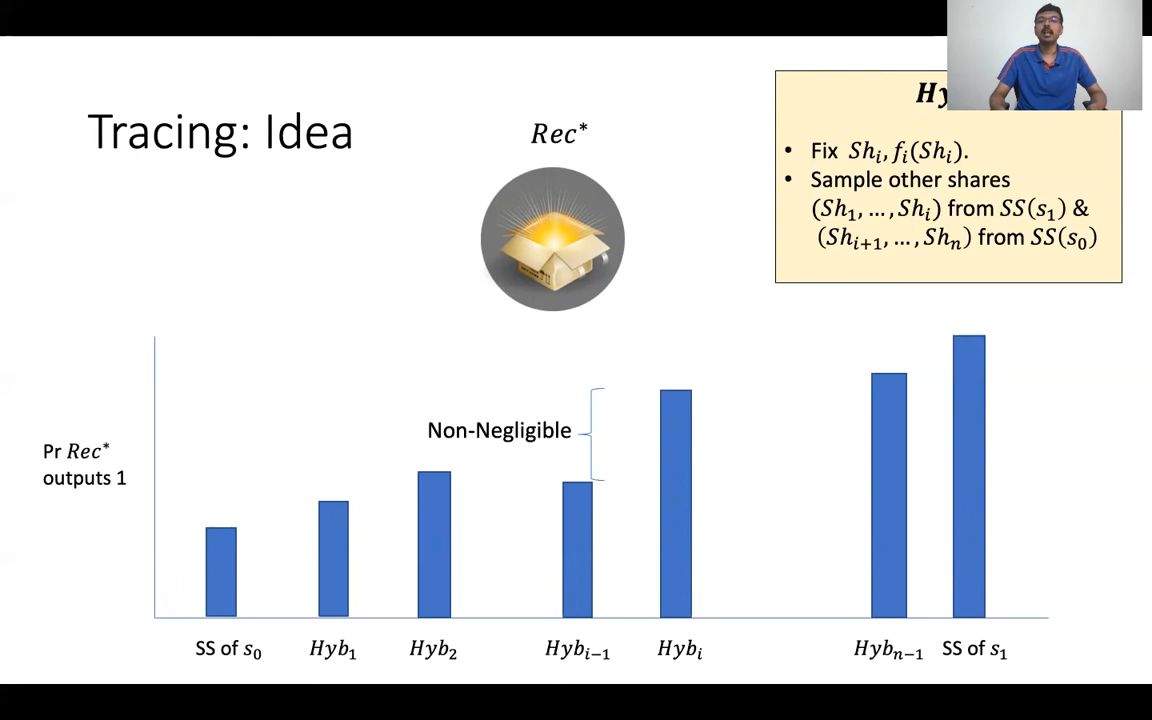 Tracing: Idea
Rec*
Hy
• Fix Sh_i, f_i(Sh_i).
• Sample other shares
(Sh_1, …, Sh_i) from SS(s_1) &
(Sh_{i+1}, …, Sh_n) from SS(s_0)
Non-Negligible
Pr Rec*
outputs 1
SS of s_0
Hyb_1
Hyb_2
Hyb_{i−1}
Hyb_i
Hyb_{n−1}
SS of s_1